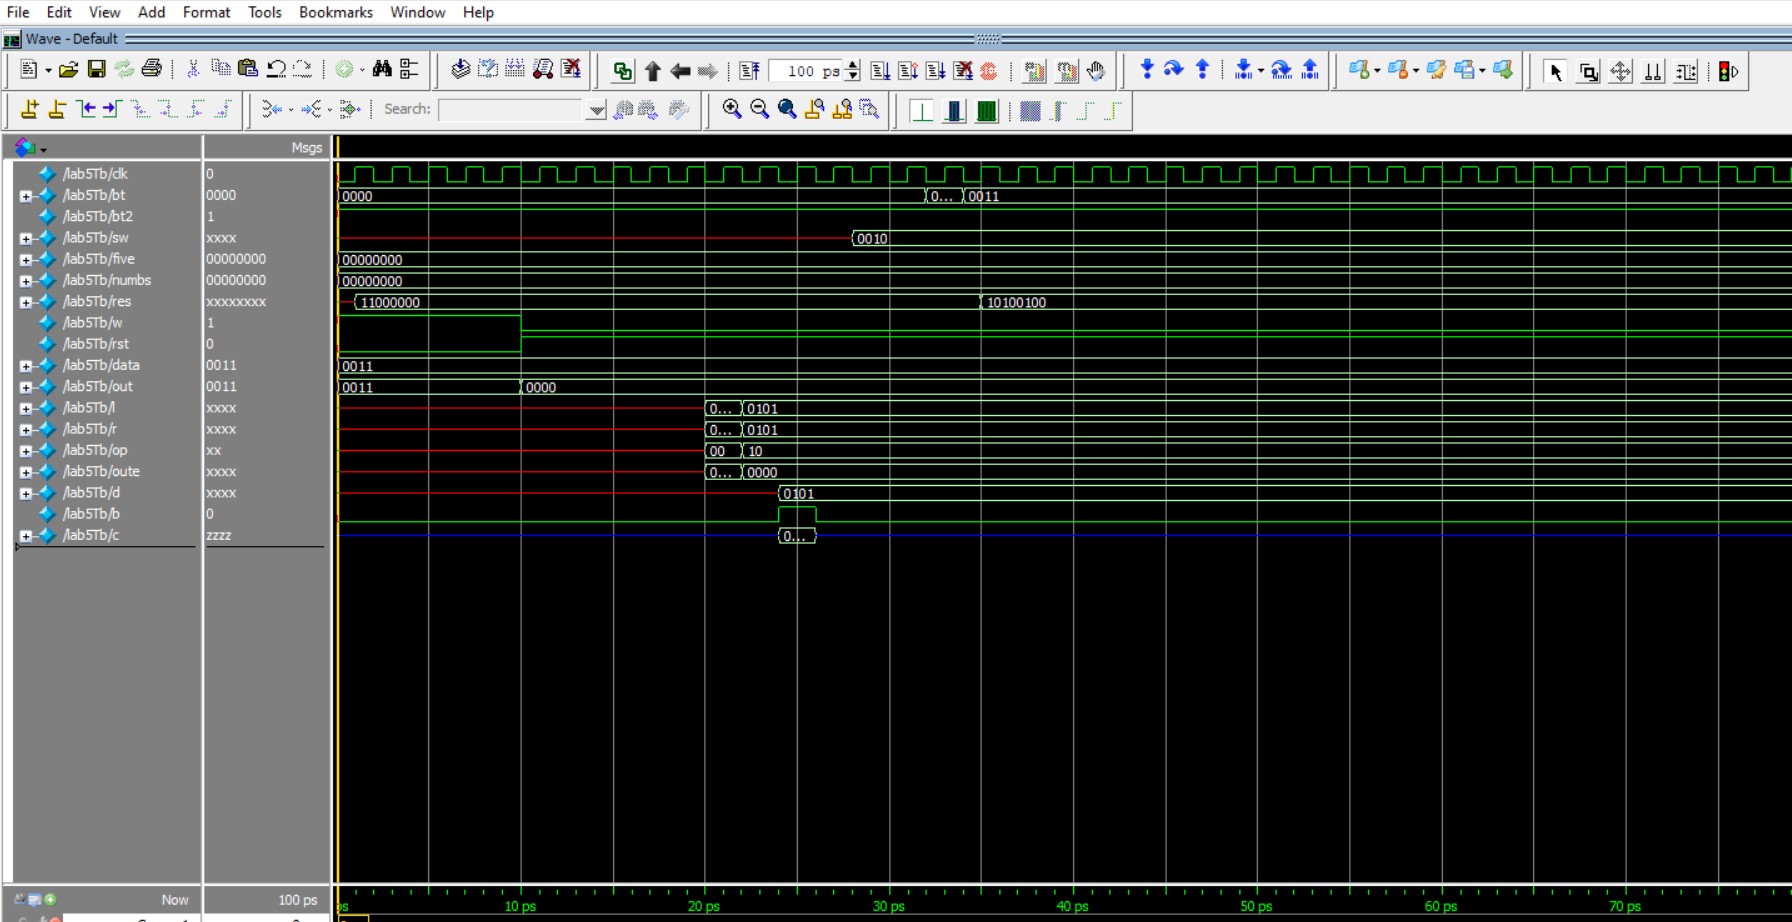 File Edit View Add Format Tools Bookmarks Window Help
Wave - Default
100 ps
Search:
Msgs
/lab5Tb/clk 0
/lab5Tb/bt 0000 0000 0... 0011
/lab5Tb/bt2 1
/lab5Tb/sw xxxx 0010
/lab5Tb/five 00000000 00000000
/lab5Tb/numbs 00000000 00000000
/lab5Tb/res xxxxxxxx 11000000 10100100
/lab5Tb/w 1
/lab5Tb/rst 0
/lab5Tb/data 0011 0011
/lab5Tb/out 0011 0011 0000
/lab5Tb/l xxxx 0... 0101
/lab5Tb/r xxxx 0... 0101
/lab5Tb/op xx 00 10
/lab5Tb/oute xxxx 0... 0000
/lab5Tb/d xxxx 0101
/lab5Tb/b 0
/lab5Tb/c zzzz 0...
Now 100 ps ps 10 ps 20 ps 30 ps 40 ps 50 ps 60 ps 70 ps